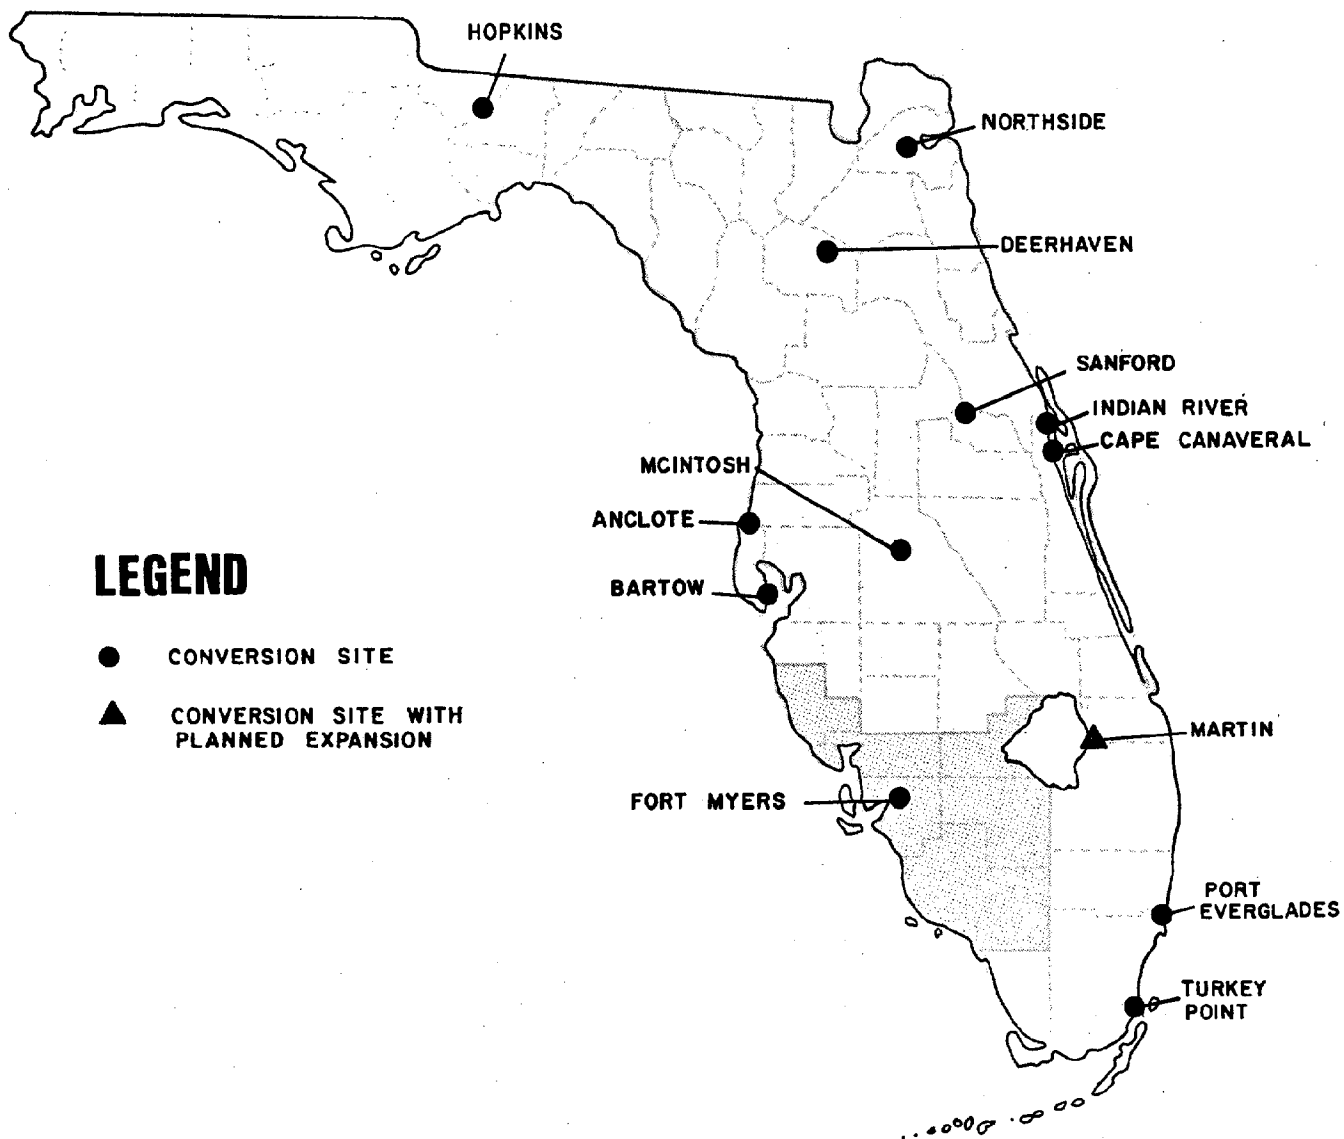 HOPKINS
NORTHSIDE
DEERHAVEN
SANFORD
INDIAN RIVER
CAPE CANAVERAL
MCINTOSH
ANCLOTE
BARTOW
LEGEND
CONVERSION SITE
CONVERSION SITE WITH
PLANNED EXPANSION
MARTIN
FORT MYERS
PORT
EVERGLADES
TURKEY
POINT